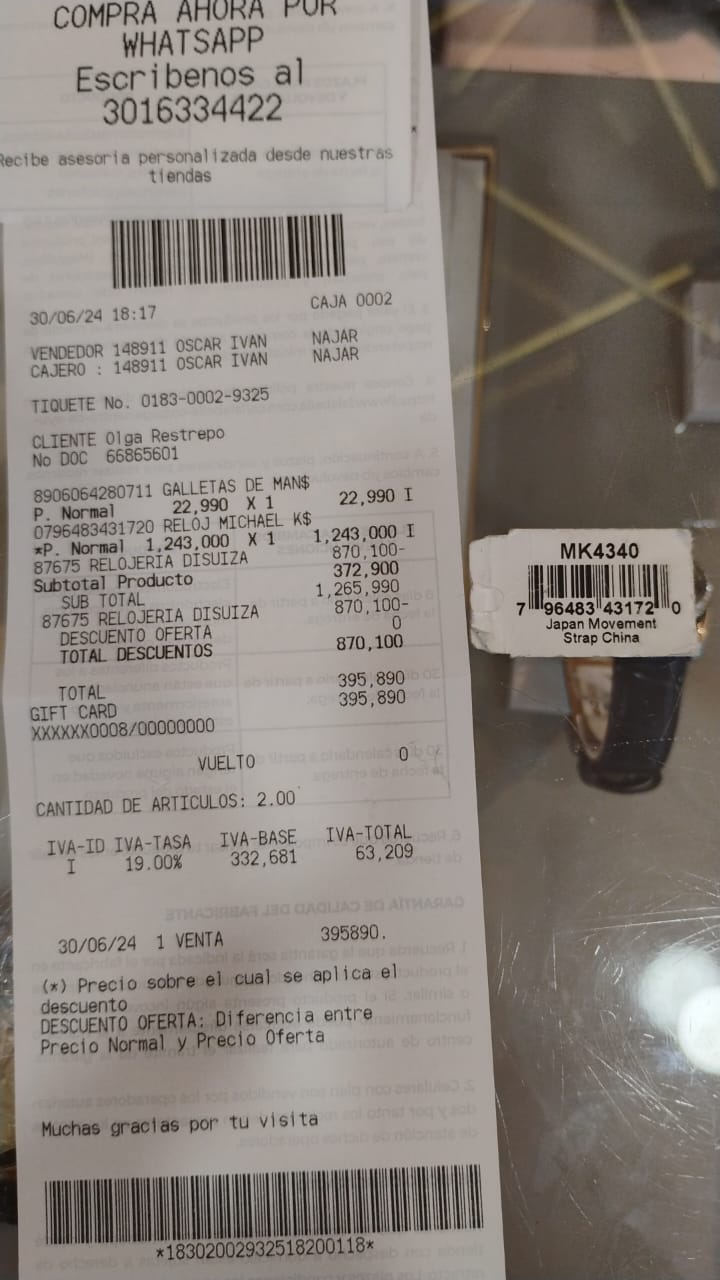 COMPRA AHORA POR
WHATSAPP
Escribenos al
3016334422
Recibe asesoria personalizada desde nuestras
tiendas
30/06/24 18:17 CAJA 0002
VENDEDOR 148911 OSCAR IVAN NAJAR
CAJERO : 148911 OSCAR IVAN NAJAR
TIQUETE No. 0183-0002-9325
CLIENTE Olga Restrepo
No DOC 66865601
8906064280711 GALLETAS DE MAN$
P. Normal 22,990 X 1 22,990 I
0796483431720 RELOJ MICHAEL K$
*P. Normal 1,243,000 X 1 1,243,000 I
87675 RELOJERIA DISUIZA 870,100-
Subtotal Producto 372,900
SUB TOTAL 1,265,990
87675 RELOJERIA DISUIZA 870,100-
DESCUENTO OFERTA 0
TOTAL DESCUENTOS 870,100
TOTAL 395,890
GIFT CARD 395,890
XXXXXX0008/00000000
VUELTO 0
CANTIDAD DE ARTICULOS: 2.00
IVA-ID IVA-TASA IVA-BASE IVA-TOTAL
I 19.00% 332,681 63,209
30/06/24 1 VENTA 395890.
(*) Precio sobre el cual se aplica el
descuento
DESCUENTO OFERTA: Diferencia entre
Precio Normal y Precio Oferta
Muchas gracias por tu visita
*18302002932518200118*
MK4340
7 96483 43172 0
Japan Movement
Strap China